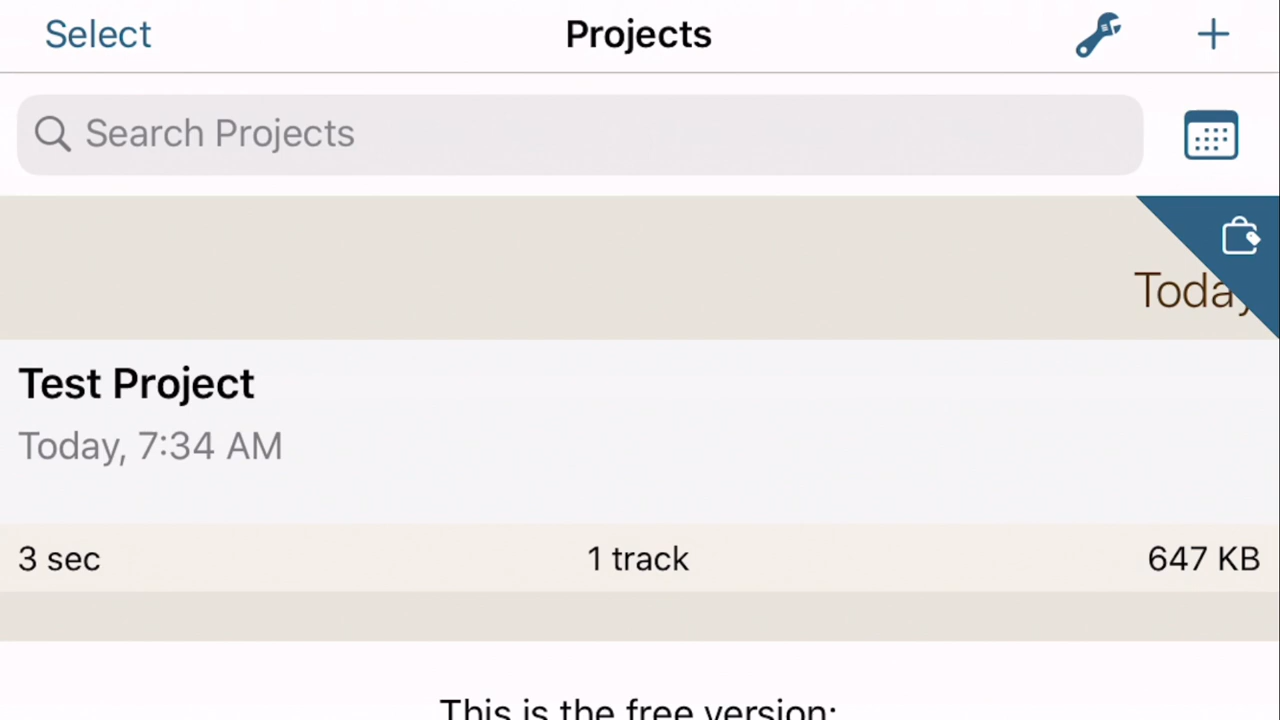 Select Projects
Search Projects
Today
Test Project
Today, 7:34 AM
3 sec 1 track 647 KB
This is the free version: